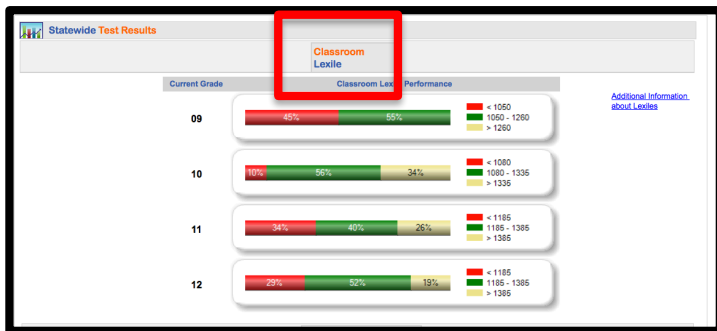 Statewide Test Results
Classroom
Lexile
Current Grade Classroom Lexile Performance
Additional Information
about Lexiles
09 45% 55%
< 1050
1050 - 1260
> 1260
10 10% 56% 34%
< 1080
1080 - 1335
> 1335
11 34% 40% 26%
< 1185
1185 - 1385
> 1385
12 29% 52% 19%
< 1185
1185 - 1385
> 1385